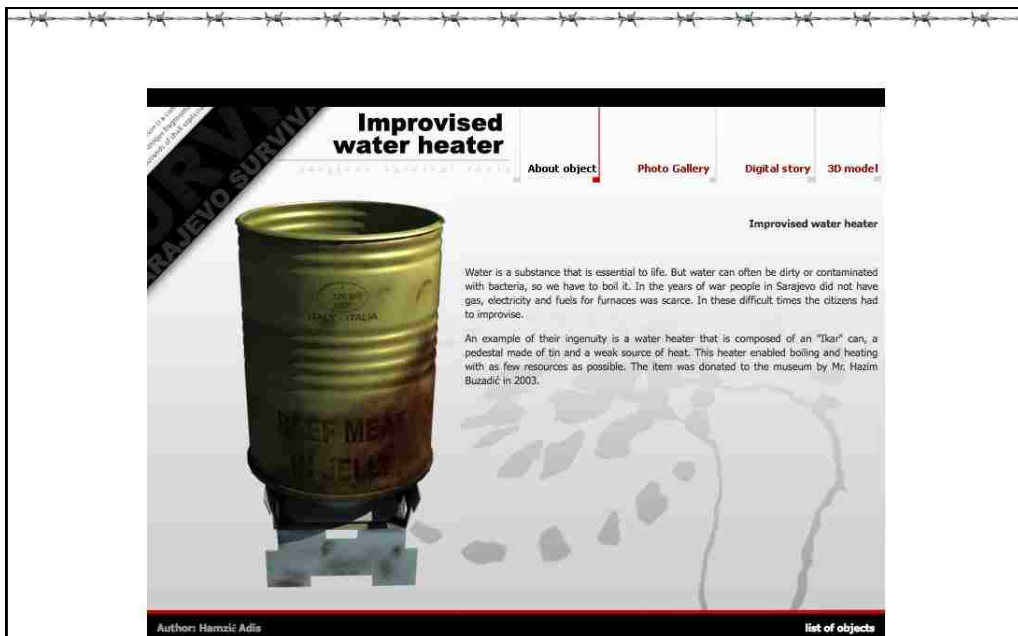 SURVIV
SARAJEVO SURVIVA
Improvised
water heater
sarajevo survival tools
About object
Photo Gallery
Digital story
3D model
Improvised water heater
Water is a substance that is essential to life. But water can often be dirty or contaminated
with bacteria, so we have to boil it. In the years of war people in Sarajevo did not have
gas, electricity and fuels for furnaces was scarce. In these difficult times the citizens had
to improvise.
An example of their ingenuity is a water heater that is composed of an "Ikar" can, a
pedestal made of tin and a weak source of heat. This heater enabled boiling and heating
with as few resources as possible. The item was donated to the museum by Mr. Hazim
Buzadić in 2003.
ITALY - ITALIA
BEEF MEAT
IN JELLY
Author: Hamzić Adis
list of objects